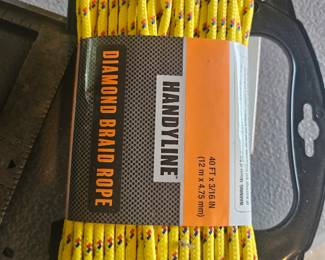 HANDYLINE
DIAMOND BRAID ROPE
40 FT x 3/16 IN
(12 m x 4.75 mm)